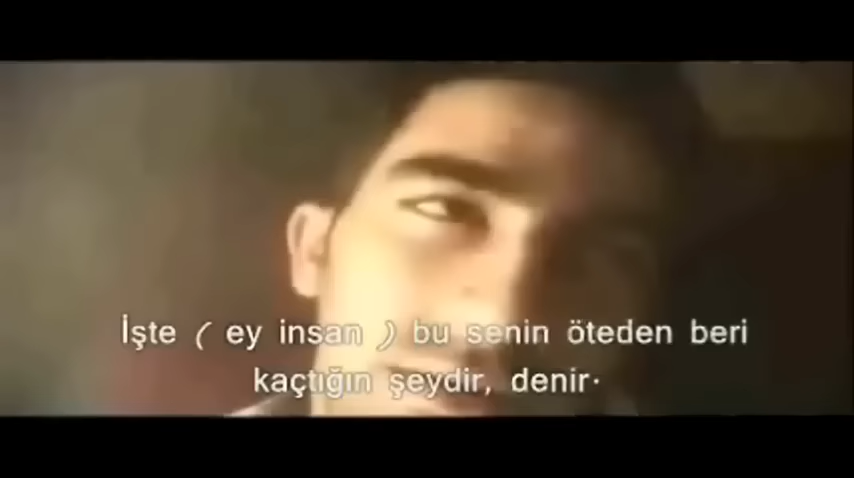 İşte ( ey insan ) bu senin öteden beri
kaçtığın şeydir, denir.